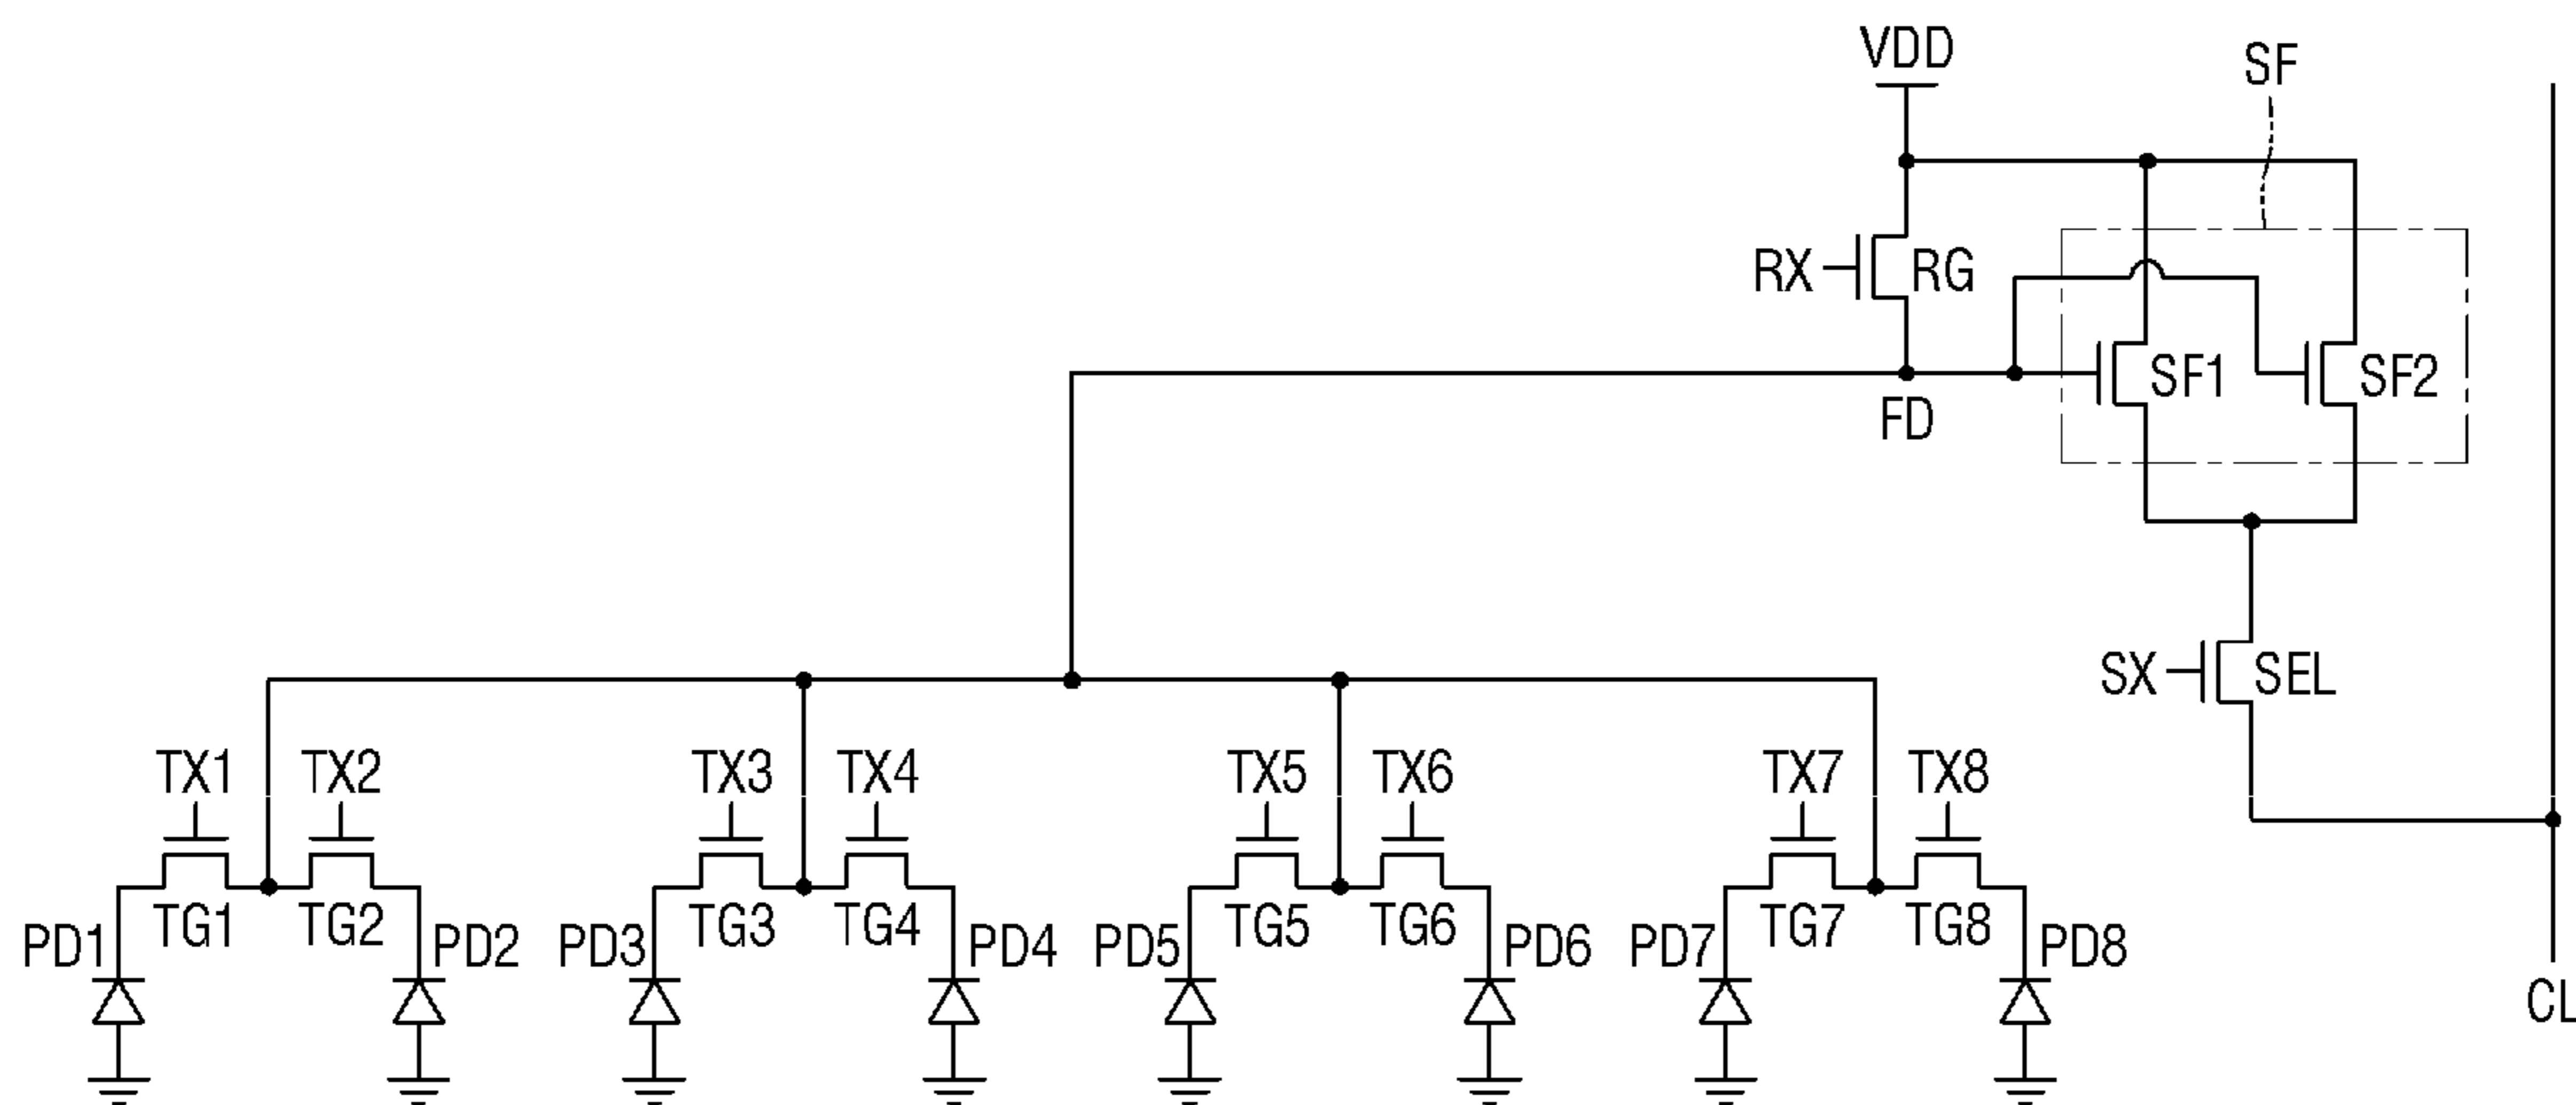 VDD
SF
RX
RG
SF1
SF2
FD
SX
SEL
TX1
TX2
TX3
TX4
TX5
TX6
TX7
TX8
TG1
TG2
TG3
TG4
TG5
TG6
TG7
TG8
PD1
PD2
PD3
PD4
PD5
PD6
PD7
PD8
CL